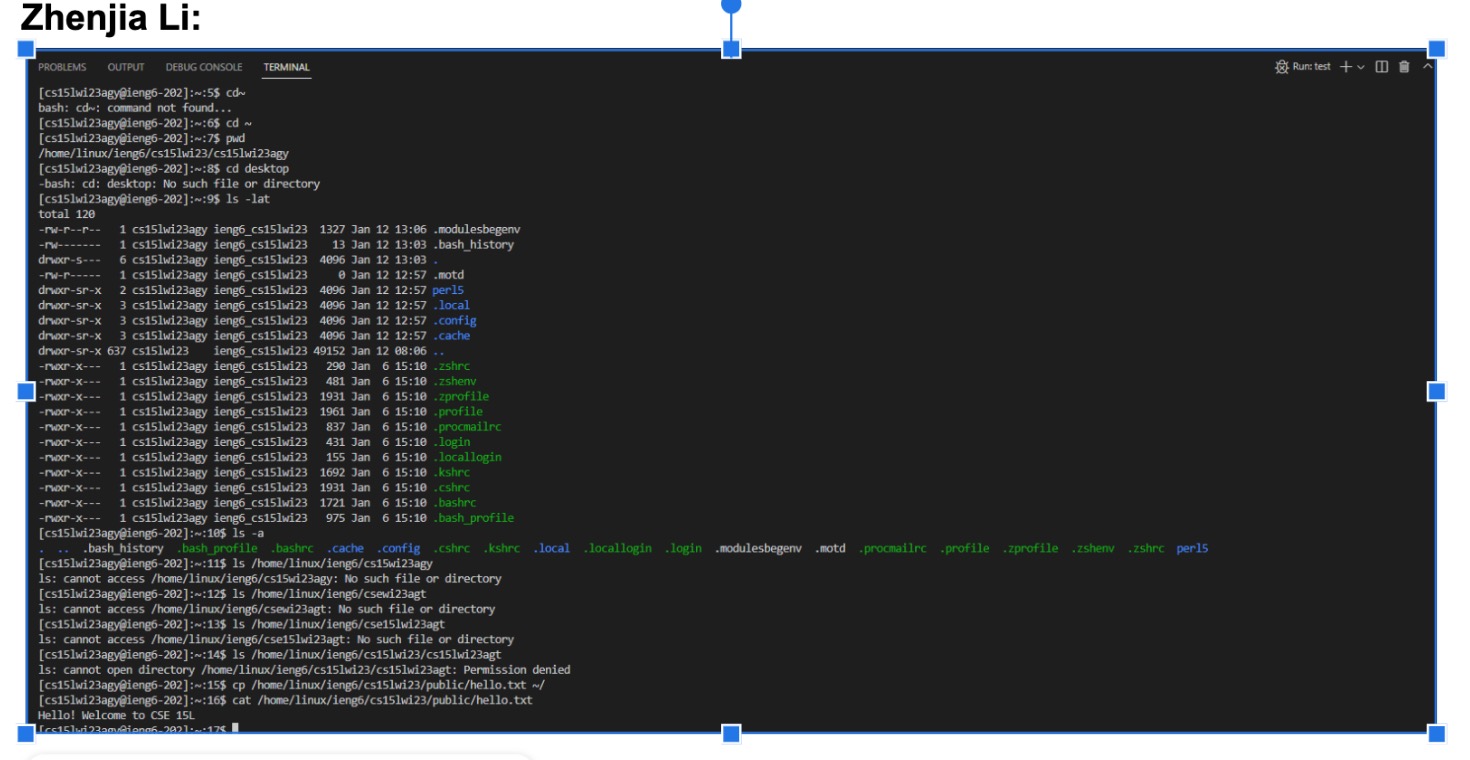 Zhenjia Li:
PROBLEMS OUTPUT DEBUG CONSOLE TERMINAL Run: test
[cs15lwi23agy@ieng6-202]:~:5$ cd~
bash: cd~: command not found...
[cs15lwi23agy@ieng6-202]:~:6$ cd ~
[cs15lwi23agy@ieng6-202]:~:7$ pwd
/home/linux/ieng6/cs15lwi23/cs15lwi23agy
[cs15lwi23agy@ieng6-202]:~:8$ cd desktop
-bash: cd: desktop: No such file or directory
[cs15lwi23agy@ieng6-202]:~:9$ ls -lat
total 120
-rw-r--r-- 1 cs15lwi23agy ieng6_cs15lwi23 1327 Jan 12 13:06 .modulesbegenv
-rw------- 1 cs15lwi23agy ieng6_cs15lwi23 13 Jan 12 13:03 .bash_history
drwxr-s--- 6 cs15lwi23agy ieng6_cs15lwi23 4096 Jan 12 13:03 .
-rw-r----- 1 cs15lwi23agy ieng6_cs15lwi23 0 Jan 12 12:57 .motd
drwxr-sr-x 2 cs15lwi23agy ieng6_cs15lwi23 4096 Jan 12 12:57 perl5
drwxr-sr-x 3 cs15lwi23agy ieng6_cs15lwi23 4096 Jan 12 12:57 .local
drwxr-sr-x 3 cs15lwi23agy ieng6_cs15lwi23 4096 Jan 12 12:57 .config
drwxr-sr-x 3 cs15lwi23agy ieng6_cs15lwi23 4096 Jan 12 12:57 .cache
drwxr-sr-x 637 cs15lwi23 ieng6_cs15lwi23 49152 Jan 12 08:06 ..
-rwxr-x--- 1 cs15lwi23agy ieng6_cs15lwi23 290 Jan 6 15:10 .zshrc
-rwxr-x--- 1 cs15lwi23agy ieng6_cs15lwi23 481 Jan 6 15:10 .zshenv
-rwxr-x--- 1 cs15lwi23agy ieng6_cs15lwi23 1931 Jan 6 15:10 .zprofile
-rwxr-x--- 1 cs15lwi23agy ieng6_cs15lwi23 1961 Jan 6 15:10 .profile
-rwxr-x--- 1 cs15lwi23agy ieng6_cs15lwi23 837 Jan 6 15:10 .procmailrc
-rwxr-x--- 1 cs15lwi23agy ieng6_cs15lwi23 431 Jan 6 15:10 .login
-rwxr-x--- 1 cs15lwi23agy ieng6_cs15lwi23 155 Jan 6 15:10 .locallogin
-rwxr-x--- 1 cs15lwi23agy ieng6_cs15lwi23 1692 Jan 6 15:10 .kshrc
-rwxr-x--- 1 cs15lwi23agy ieng6_cs15lwi23 1931 Jan 6 15:10 .cshrc
-rwxr-x--- 1 cs15lwi23agy ieng6_cs15lwi23 1721 Jan 6 15:10 .bashrc
-rwxr-x--- 1 cs15lwi23agy ieng6_cs15lwi23 975 Jan 6 15:10 .bash_profile
[cs15lwi23agy@ieng6-202]:~:10$ ls -a
. .. .bash_history .bash_profile .bashrc .cache .config .cshrc .kshrc .local .locallogin .login .modulesbegenv .motd .procmailrc .profile .zprofile .zshenv .zshrc perl5
[cs15lwi23agy@ieng6-202]:~:11$ ls /home/linux/ieng6/cs15wi23agy
ls: cannot access /home/linux/ieng6/cs15wi23agy: No such file or directory
[cs15lwi23agy@ieng6-202]:~:12$ ls /home/linux/ieng6/csewi23agt
ls: cannot access /home/linux/ieng6/csewi23agt: No such file or directory
[cs15lwi23agy@ieng6-202]:~:13$ ls /home/linux/ieng6/cse15lwi23agt
ls: cannot access /home/linux/ieng6/cse15lwi23agt: No such file or directory
[cs15lwi23agy@ieng6-202]:~:14$ ls /home/linux/ieng6/cs15lwi23/cs15lwi23agt
ls: cannot open directory /home/linux/ieng6/cs15lwi23/cs15lwi23agt: Permission denied
[cs15lwi23agy@ieng6-202]:~:15$ cp /home/linux/ieng6/cs15lwi23/public/hello.txt ~/
[cs15lwi23agy@ieng6-202]:~:16$ cat /home/linux/ieng6/cs15lwi23/public/hello.txt
Hello! Welcome to CSE 15L
[cs15lwi23agy@ieng6-202]:~:17$